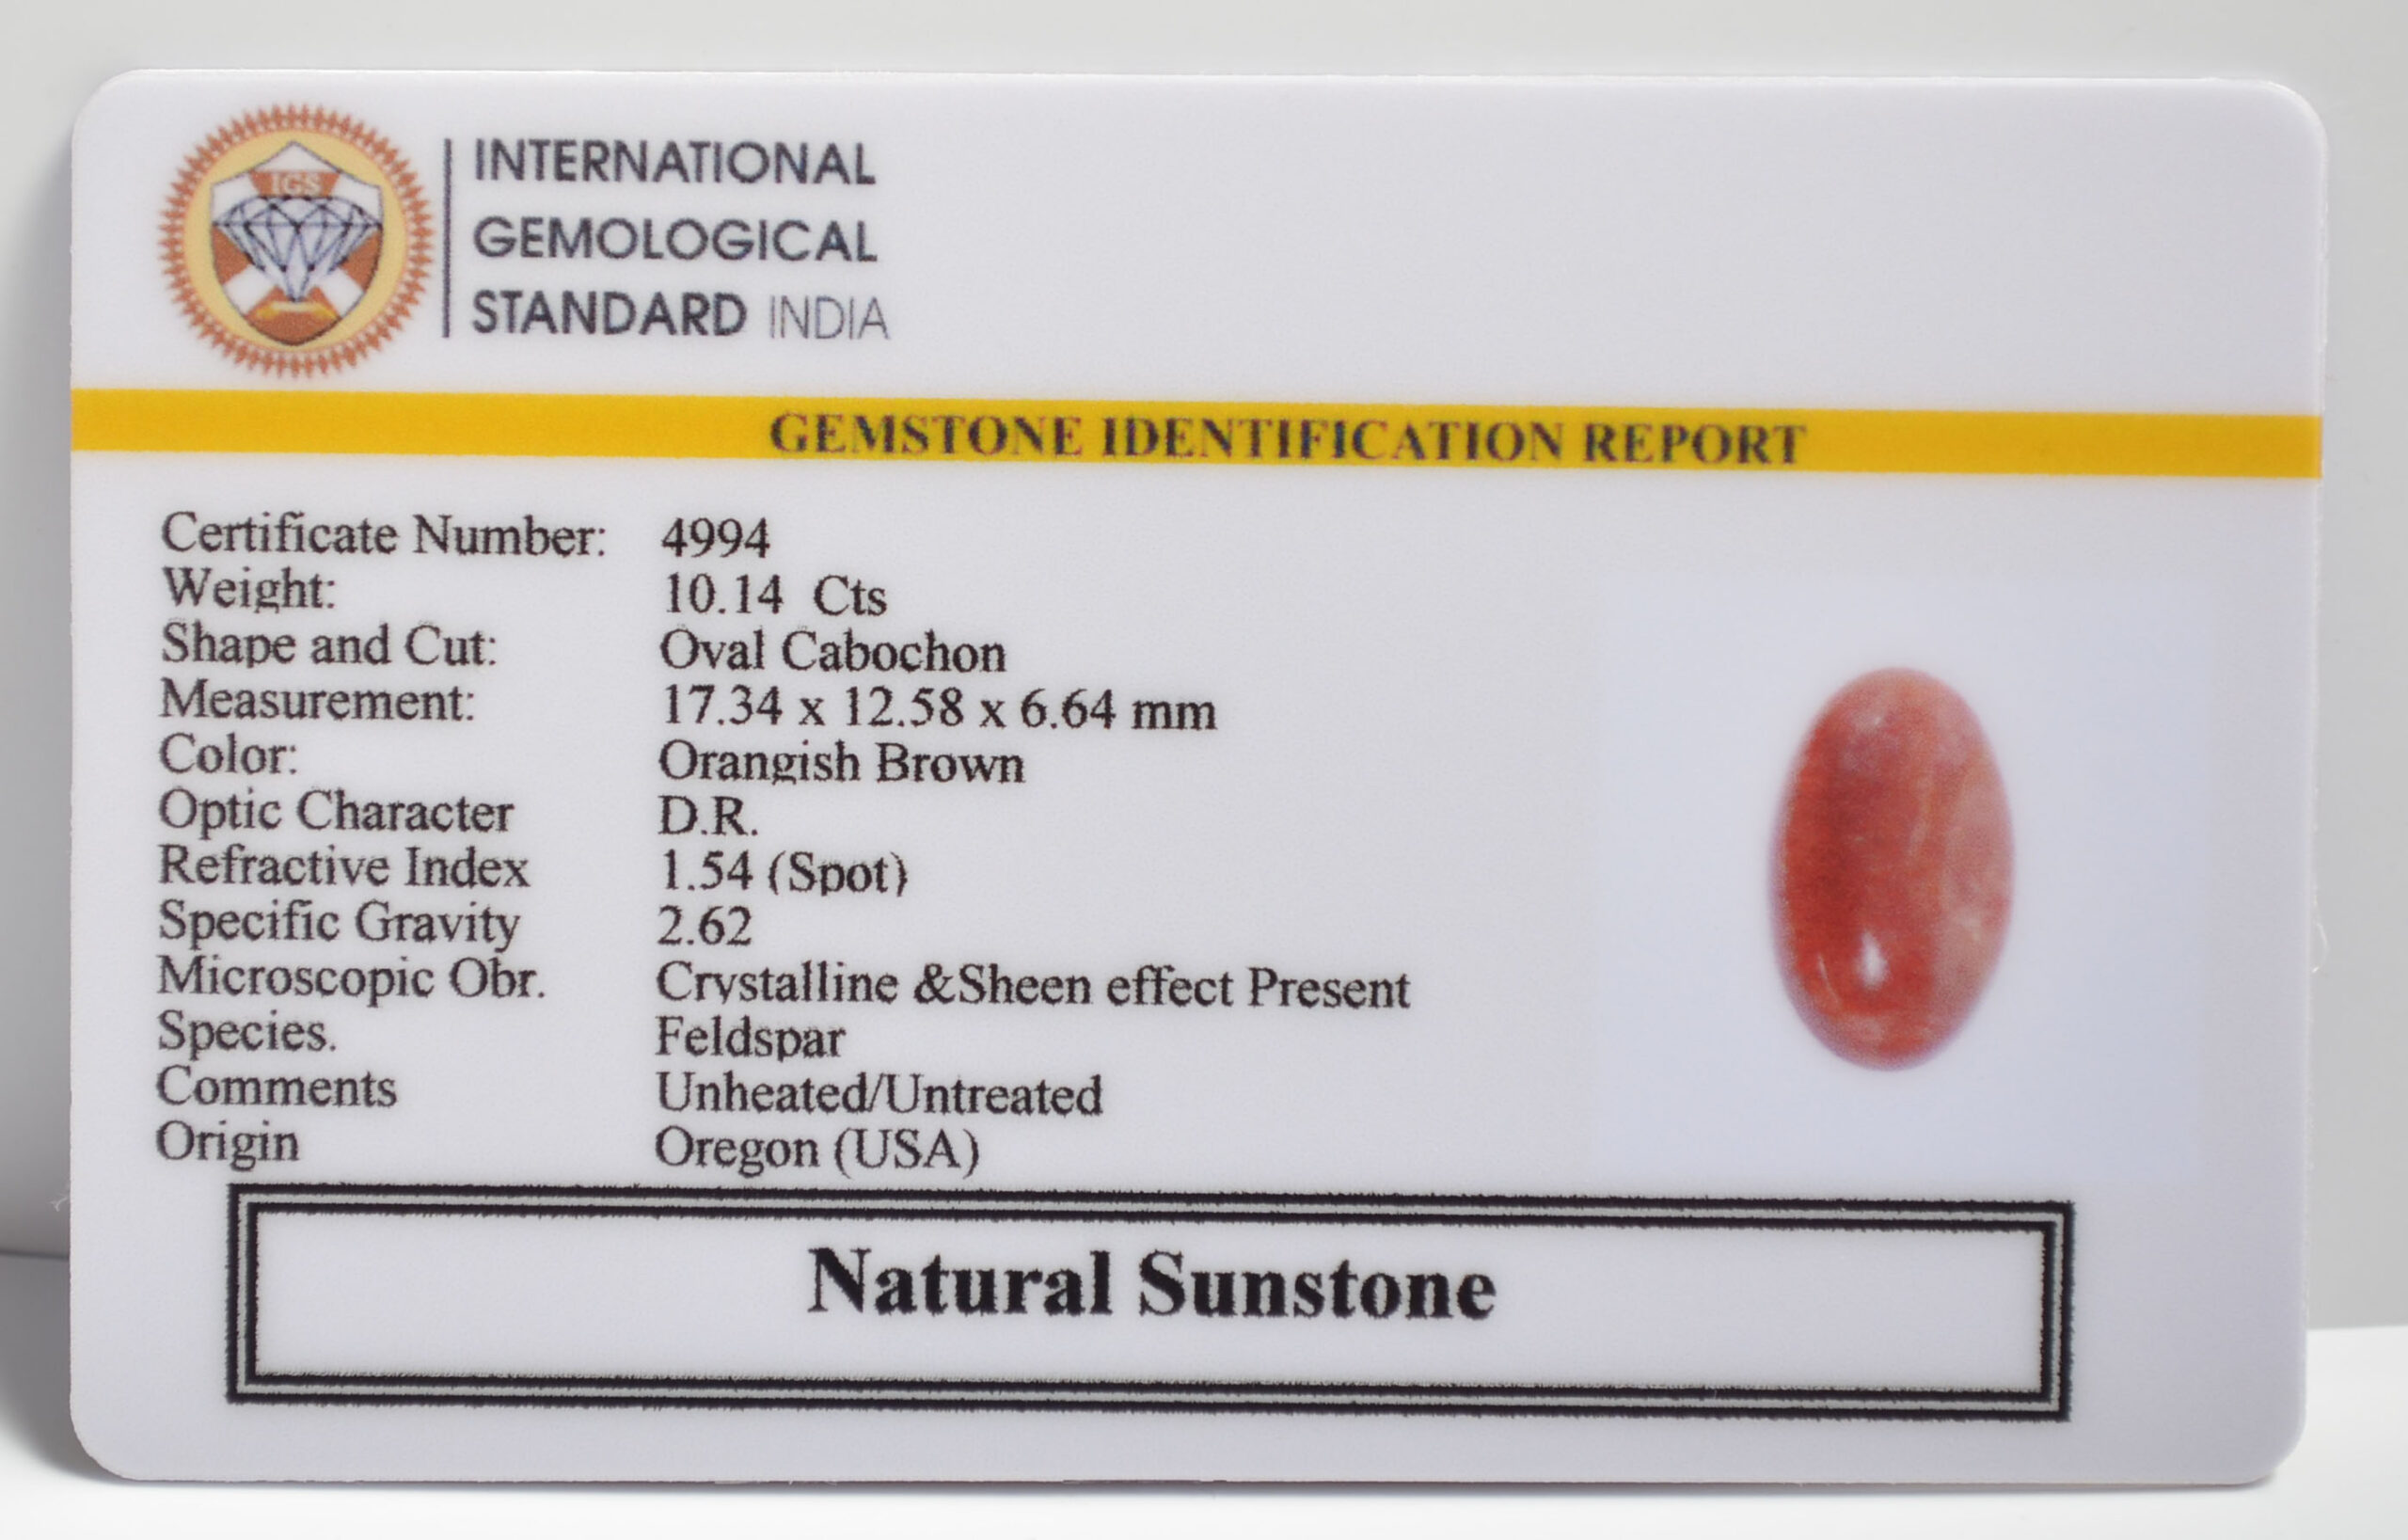 IGS
INTERNATIONAL
GEMOLOGICAL
STANDARD INDIA
GEMSTONE IDENTIFICATION REPORT
Certificate Number: 4994
Weight: 10.14 Cts
Shape and Cut: Oval Cabochon
Measurement: 17.34 x 12.58 x 6.64 mm
Color: Orangish Brown
Optic Character D.R.
Refractive Index 1.54 (Spot)
Specific Gravity 2.62
Microscopic Obr. Crystalline &Sheen effect Present
Species. Feldspar
Comments Unheated/Untreated
Origin Oregon (USA)
Natural Sunstone